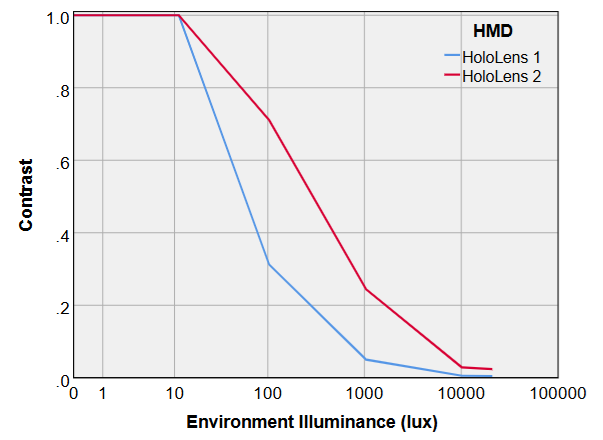 HMD
HoloLens 1
HoloLens 2
Contrast
1.0
.8
.6
.4
.2
.0
0 1 10 100 1000 10000 100000
Environment Illuminance (lux)